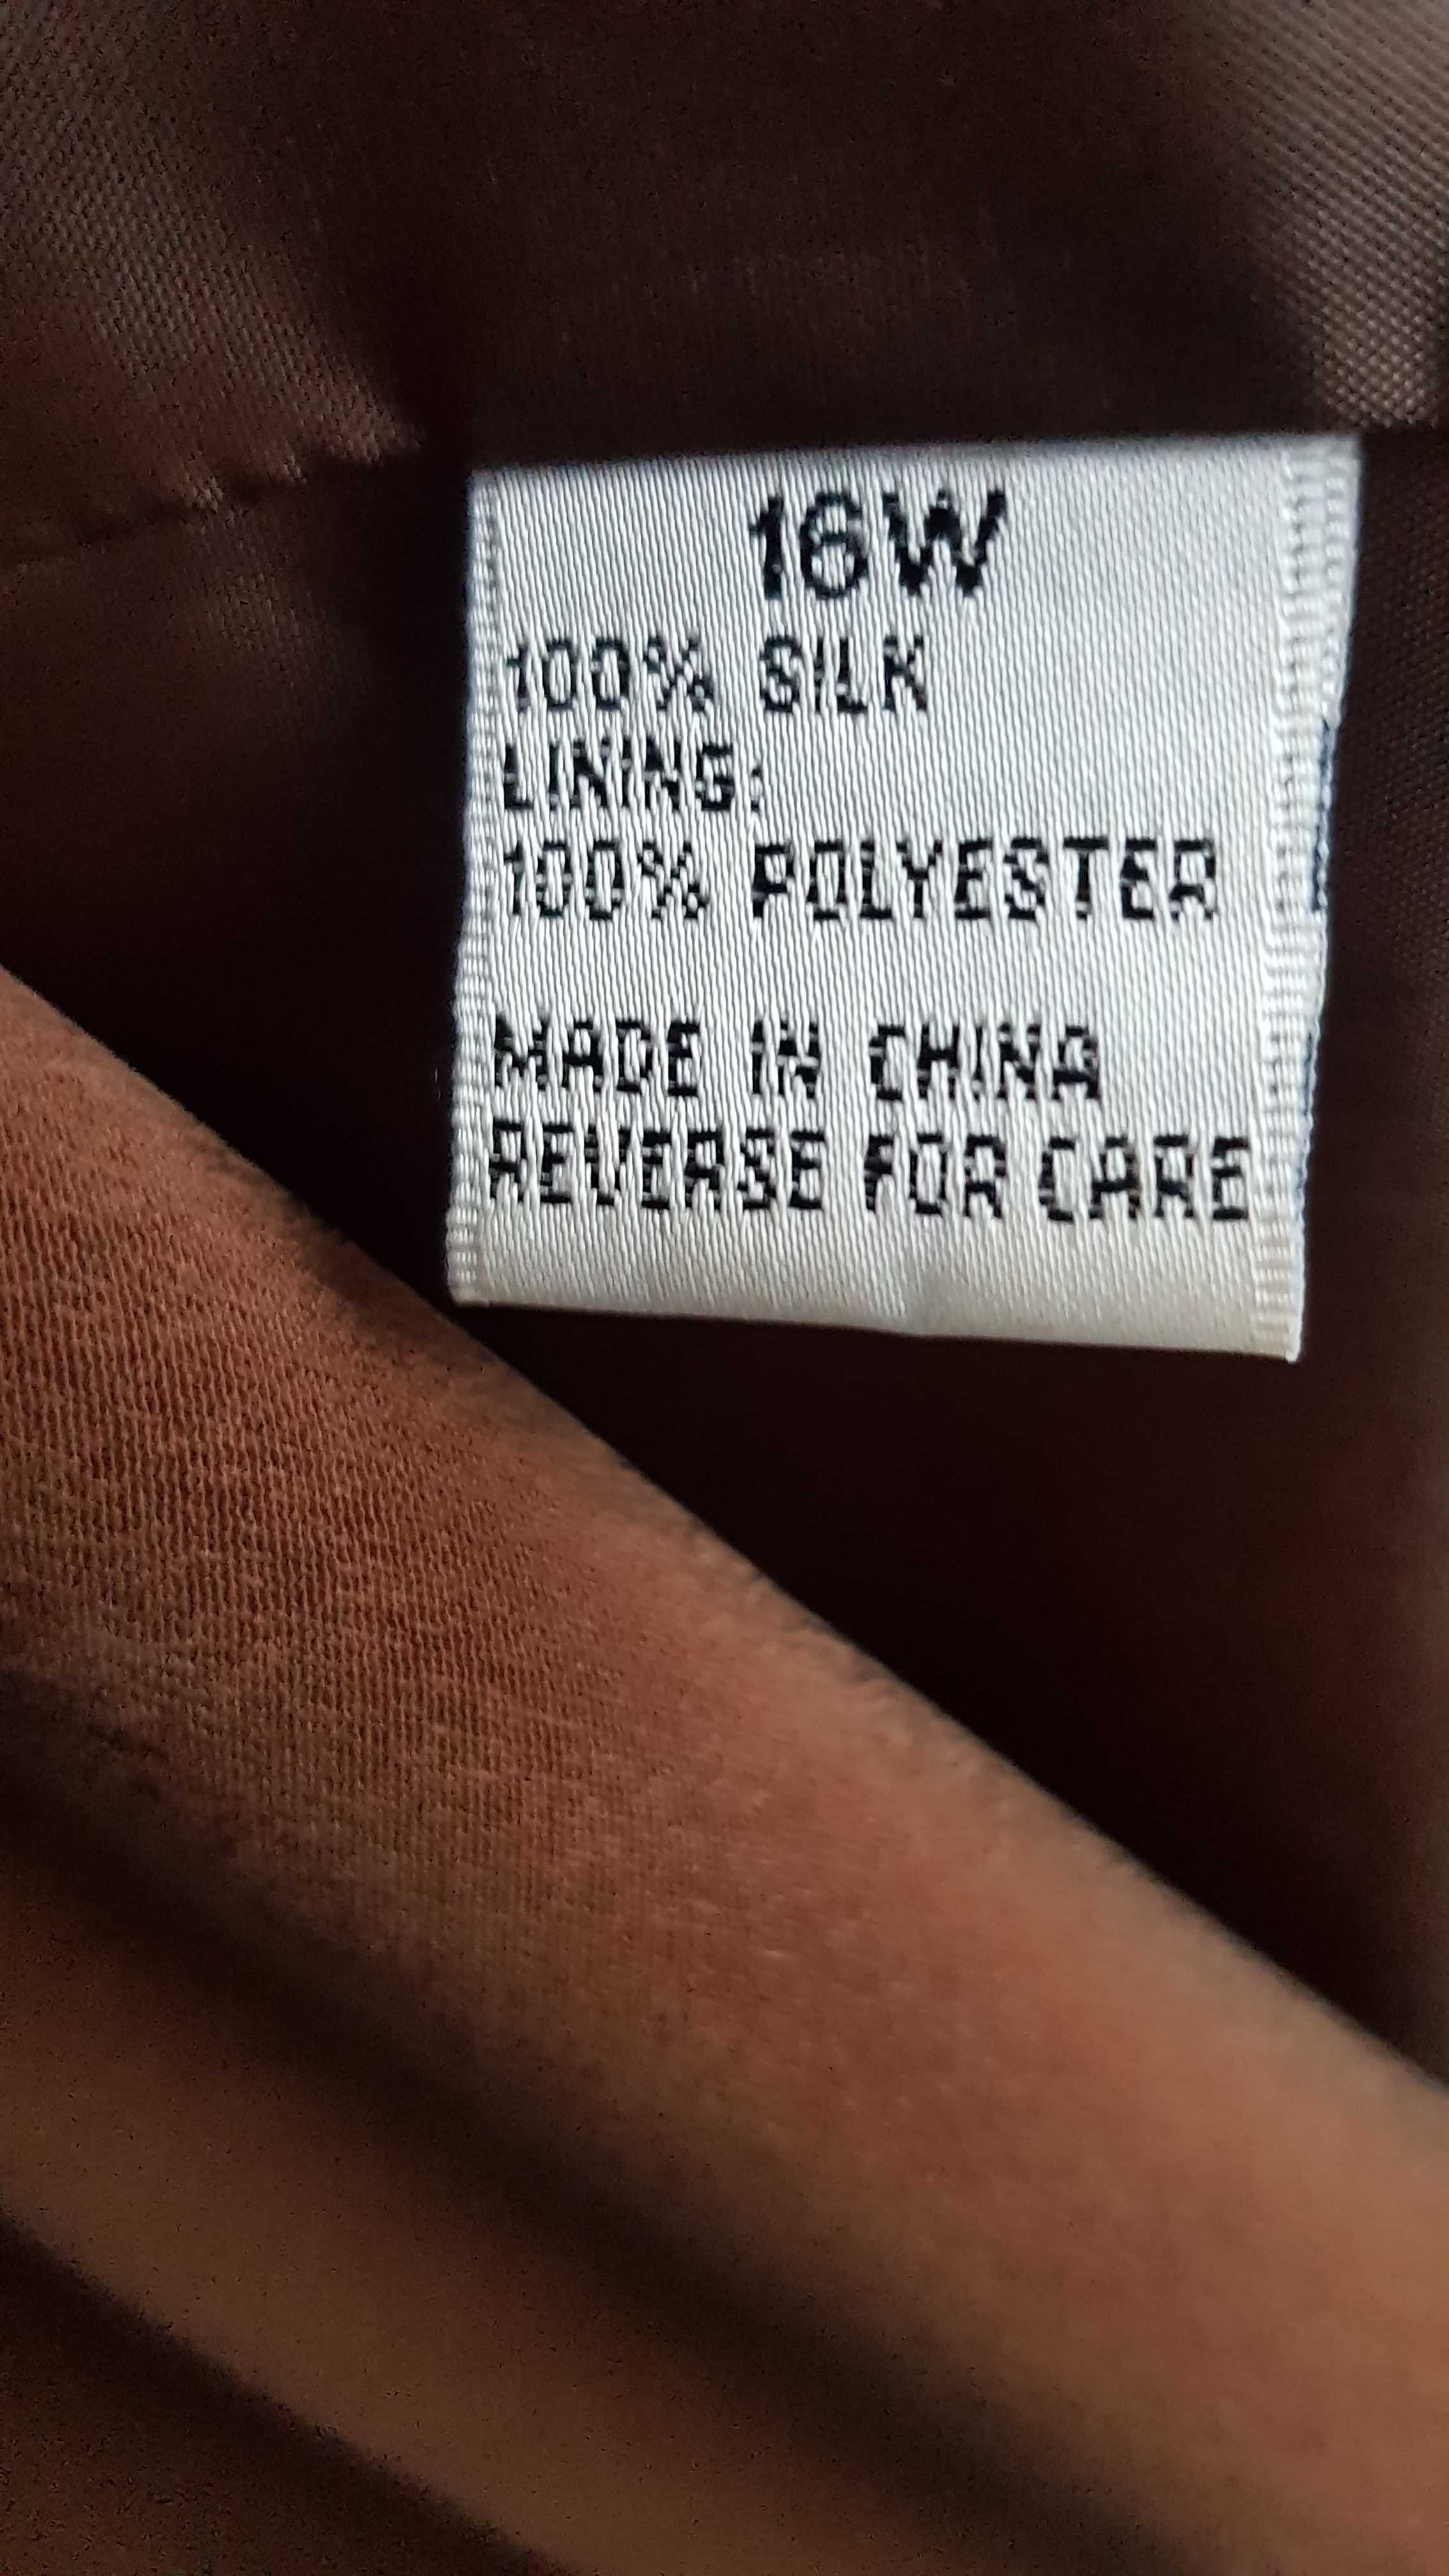 16W
100% SILK
LINING:
100% POLYESTER
MADE IN CHINA
REVERSE FOR CARE